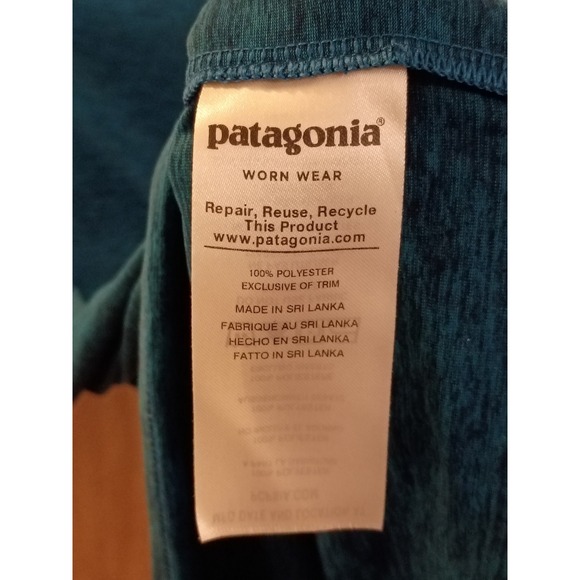 patagonia®
WORN WEAR
Repair, Reuse, Recycle
This Product
www.patagonia.com
100% POLYESTER
EXCLUSIVE OF TRIM
MADE IN SRI LANKA
FABRIQUÉ AU SRI LANKA
HECHO EN SRI LANKA
FATTO IN SRI LANKA